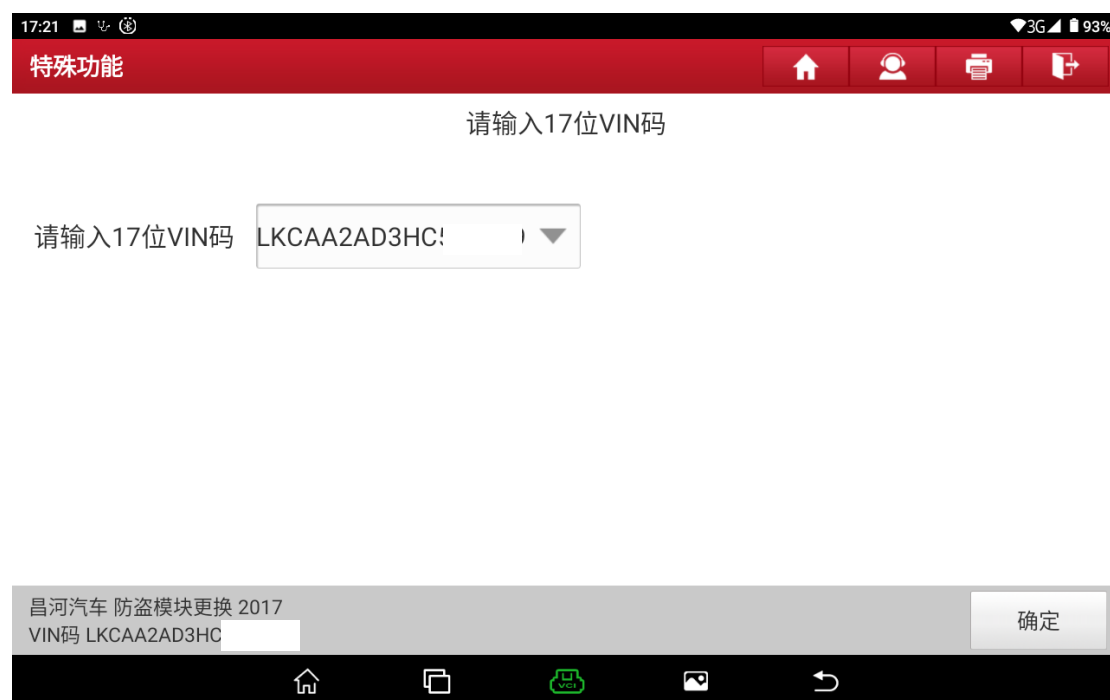 17:21 3G 93%
特殊功能
请输入17位VIN码
请输入17位VIN码 LKCAA2AD3HC
昌河汽车 防盗模块更换 2017
VIN码 LKCAA2AD3HC
确定
VCI